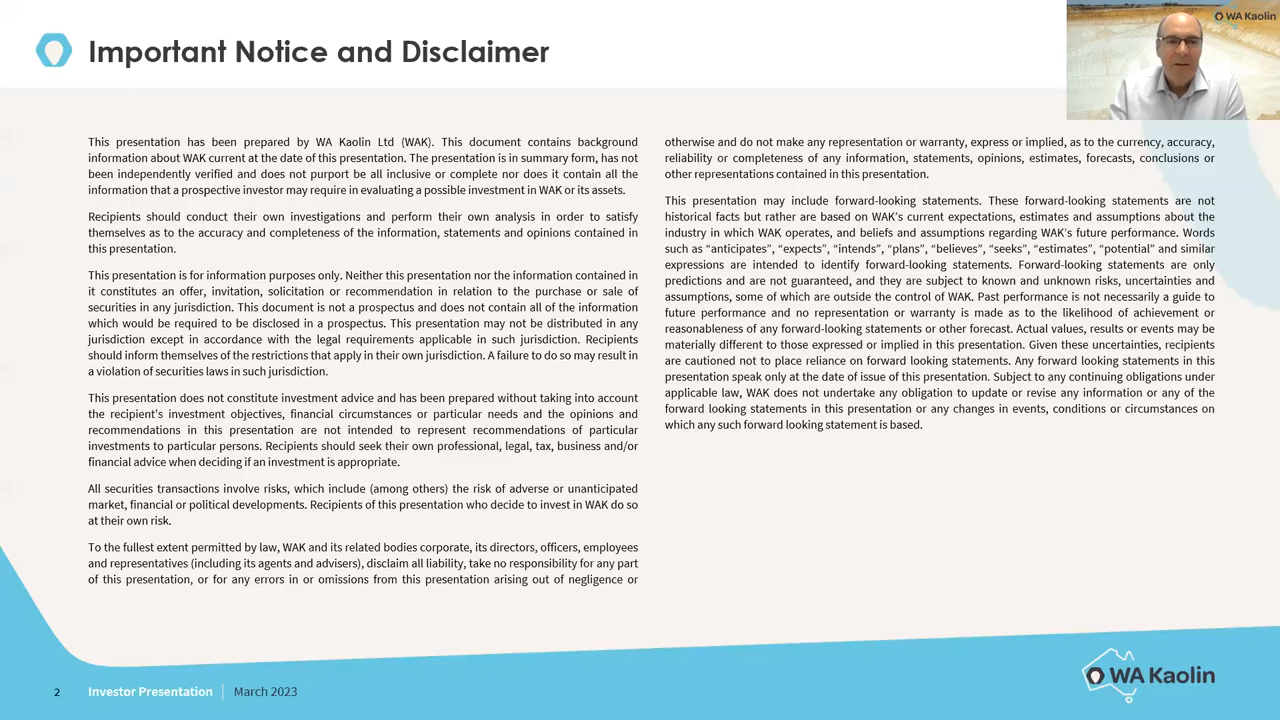 WA Kaolin
Important Notice and Disclaimer
This presentation has been prepared by WA Kaolin Ltd (WAK). This document contains background
information about WAK current at the date of this presentation. The presentation is in summary form, has not
been independently verified and does not purport be all inclusive or complete nor does it contain all the
information that a prospective investor may require in evaluating a possible investment in WAK or its assets.
Recipients should conduct their own investigations and perform their own analysis in order to satisfy
themselves as to the accuracy and completeness of the information, statements and opinions contained in
this presentation.
This presentation is for information purposes only. Neither this presentation nor the information contained in
it constitutes an offer, invitation, solicitation or recommendation in relation to the purchase or sale of
securities in any jurisdiction. This document is not a prospectus and does not contain all of the information
which would be required to be disclosed in a prospectus. This presentation may not be distributed in any
jurisdiction except in accordance with the legal requirements applicable in such jurisdiction. Recipients
should inform themselves of the restrictions that apply in their own jurisdiction. A failure to do so may result in
a violation of securities laws in such jurisdiction.
This presentation does not constitute investment advice and has been prepared without taking into account
the recipient's investment objectives, financial circumstances or particular needs and the opinions and
recommendations in this presentation are not intended to represent recommendations of particular
investments to particular persons. Recipients should seek their own professional, legal, tax, business and/or
financial advice when deciding if an investment is appropriate.
All securities transactions involve risks, which include (among others) the risk of adverse or unanticipated
market, financial or political developments. Recipients of this presentation who decide to invest in WAK do so
at their own risk.
To the fullest extent permitted by law, WAK and its related bodies corporate, its directors, officers, employees
and representatives (including its agents and advisers), disclaim all liability, take no responsibility for any part
of this presentation, or for any errors in or omissions from this presentation arising out of negligence or
otherwise and do not make any representation or warranty, express or implied, as to the currency, accuracy,
reliability or completeness of any information, statements, opinions, estimates, forecasts, conclusions or
other representations contained in this presentation.
This presentation may include forward-looking statements. These forward-looking statements are not
historical facts but rather are based on WAK’s current expectations, estimates and assumptions about the
industry in which WAK operates, and beliefs and assumptions regarding WAK’s future performance. Words
such as “anticipates”, “expects”, “intends”, “plans”, “believes”, “seeks”, “estimates”, “potential” and similar
expressions are intended to identify forward-looking statements. Forward-looking statements are only
predictions and are not guaranteed, and they are subject to known and unknown risks, uncertainties and
assumptions, some of which are outside the control of WAK. Past performance is not necessarily a guide to
future performance and no representation or warranty is made as to the likelihood of achievement or
reasonableness of any forward-looking statements or other forecast. Actual values, results or events may be
materially different to those expressed or implied in this presentation. Given these uncertainties, recipients
are cautioned not to place reliance on forward looking statements. Any forward looking statements in this
presentation speak only at the date of issue of this presentation. Subject to any continuing obligations under
applicable law, WAK does not undertake any obligation to update or revise any information or any of the
forward looking statements in this presentation or any changes in events, conditions or circumstances on
which any such forward looking statement is based.
2 Investor Presentation March 2023
WA Kaolin